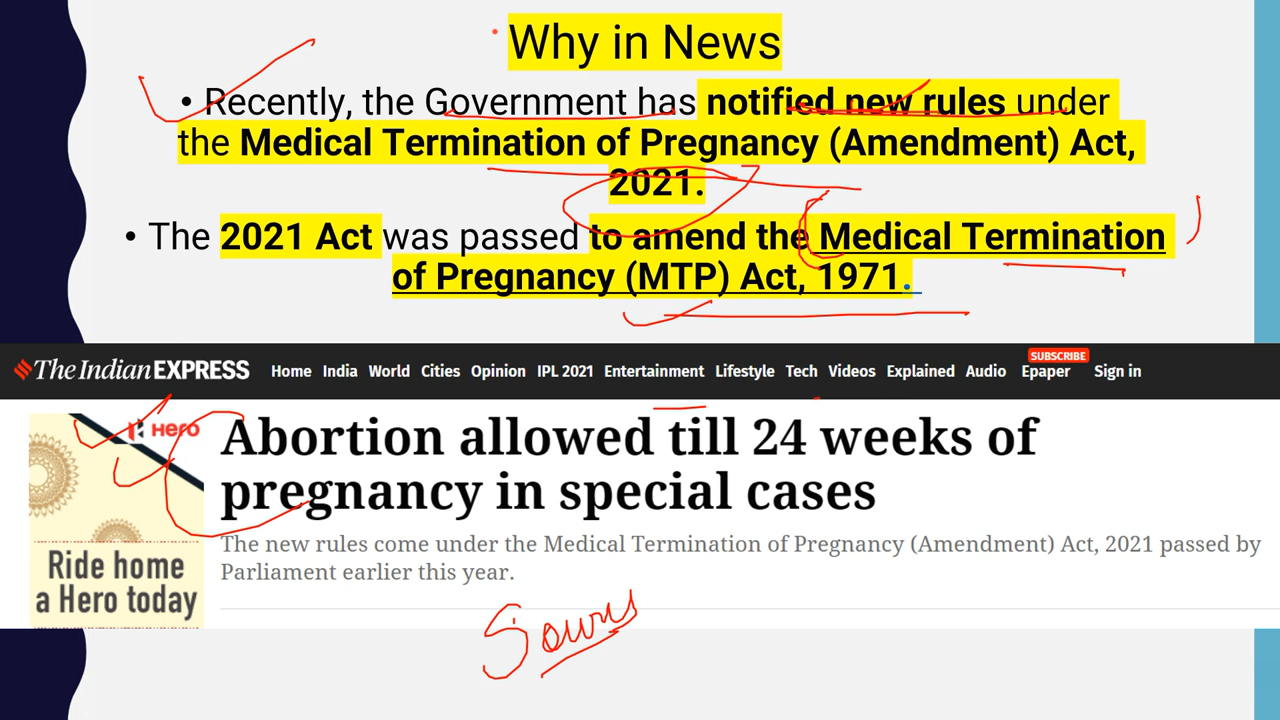 Why in News
• Recently, the Government has notified new rules under
the Medical Termination of Pregnancy (Amendment) Act,
2021.
• The 2021 Act was passed to amend the Medical Termination
of Pregnancy (MTP) Act, 1971.
The Indian EXPRESS Home India World Cities Opinion IPL 2021 Entertainment Lifestyle Tech Videos Explained Audio Epaper Sign in
SUBSCRIBE
Hero
Ride home
a Hero today
Abortion allowed till 24 weeks of
pregnancy in special cases
The new rules come under the Medical Termination of Pregnancy (Amendment) Act, 2021 passed by
Parliament earlier this year.